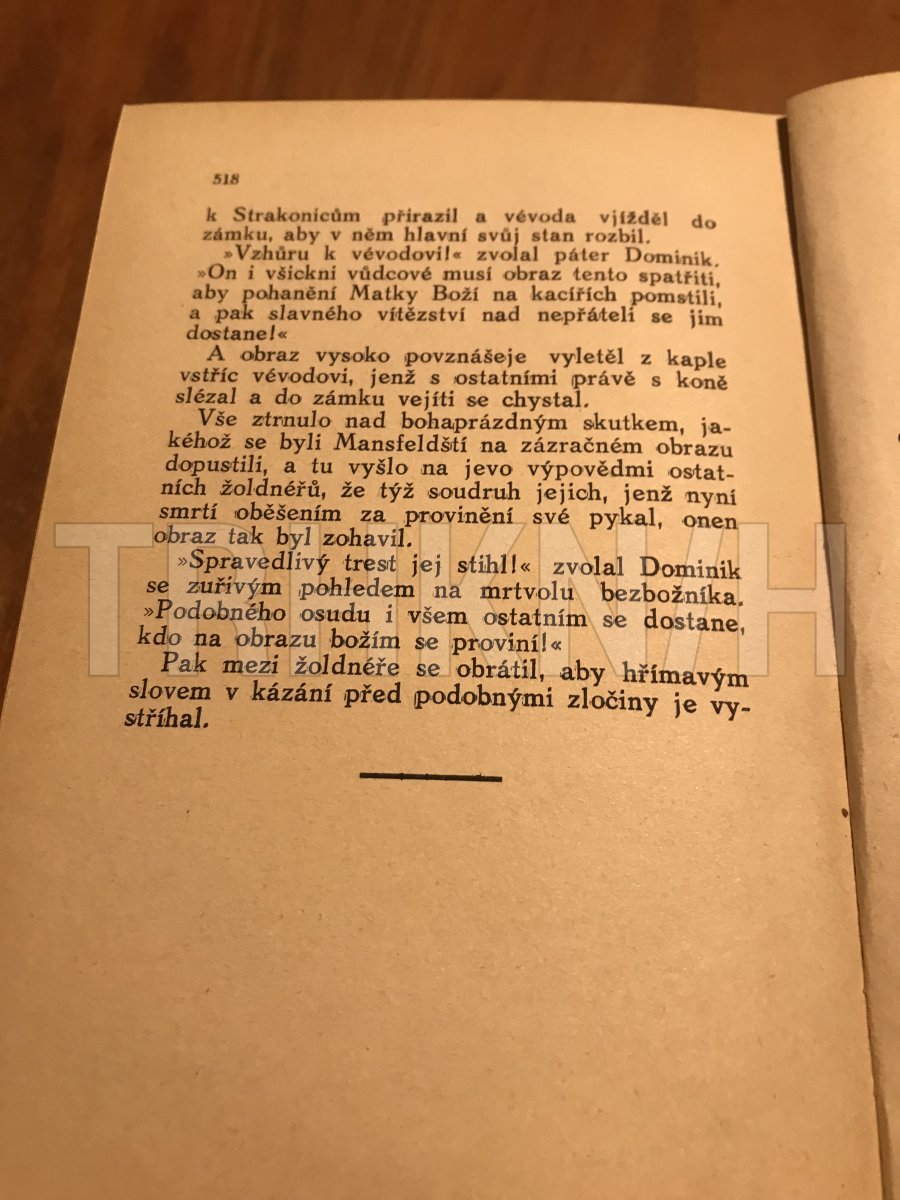 518
k Strakonicům přirazil a vévoda vjížděl do
zámku, aby v něm hlavní svůj stan rozbil.
»Vzhůru k vévodovi!« zvolal páter Dominik.
»On i všickni vůdcové musí obraz tento spatřiti,
aby pohanění Matky Boží na kacířích pomstili,
a pak slavného vítězství nad nepřáteli se jim
dostane!«
A obraz vysoko povznášeje vyletěl z kaple
vstříc vévodovi, jenž s ostatními právě s koně
slézal a do zámku vejíti se chystal.
Vše ztrnulo nad bohaprázdným skutkem, ja-
kéhož se byli Mansfeldští na zázračném obrazu
dopustili, a tu vyšlo na jevo výpovědmi ostat-
ních žoldnéřů, že týž soudruh jejich, jenž nyní
smrtí oběšením za provinění své pykal, onen
obraz tak byl zohavil.
»Spravedlivý trest jej stihl!« zvolal Dominik
se zuřivým pohledem na mrtvolu bezbožníka.
»Podobného osudu i všem ostatním se dostane,
kdo na obrazu božím se proviní!«
Pak mezi žoldnéře se obrátil, aby hřímavým
slovem v kázání před podobnými zločiny je vy-
stříhal.